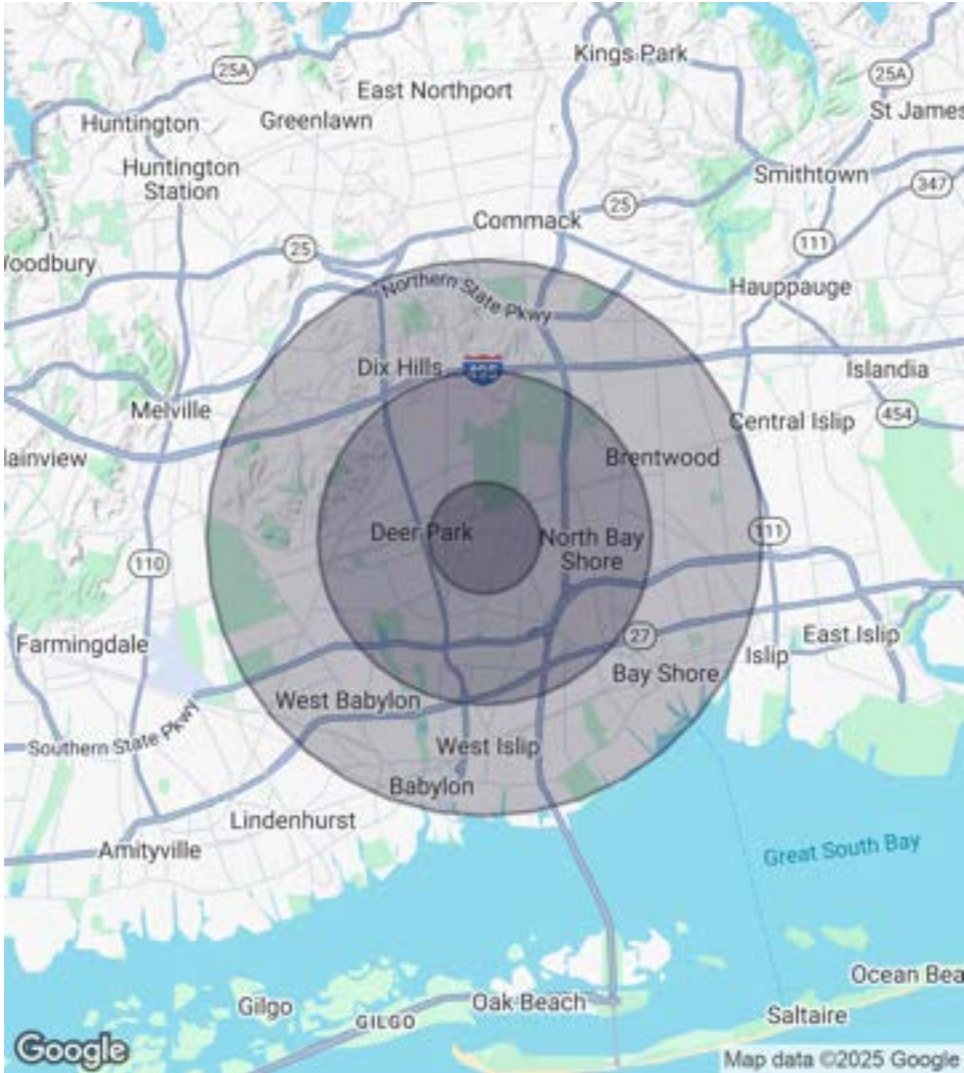 Kings Park
25A
East Northport
25A
Greenlawn
Huntington
St James
Huntington
Station
Smithtown
347
25
Commack
111
25
Woodbury
Northern State Pkwy
Hauppauge
Dix Hills
495
Islandia
Melville
454
Central Islip
Brentwood
lainview
Deer Park
North Bay
Shore
111
110
27
East Islip
Farmingdale
Islip
Bay Shore
West Babylon
Southern State Pkwy
West Islip
Babylon
Lindenhurst
Amityville
Great South Bay
Ocean Bea
Gilgo
Oak Beach
GILGO
Saltaire
Google
Map data ©2025 Google